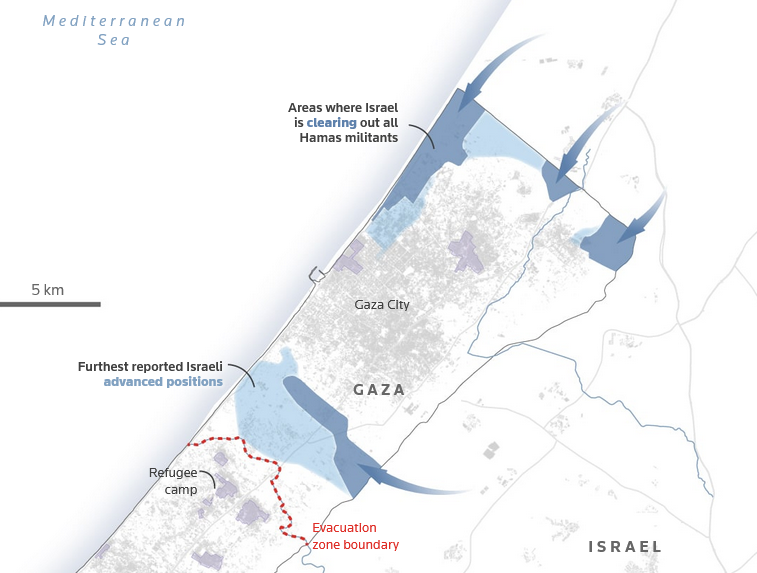 Mediterranean
Sea
Areas where Israel
is clearing out all
Hamas militants
5 km
Gaza City
Furthest reported Israeli
advanced positions
GAZA
Refugee
camp
Evacuation
zone boundary
ISRAEL